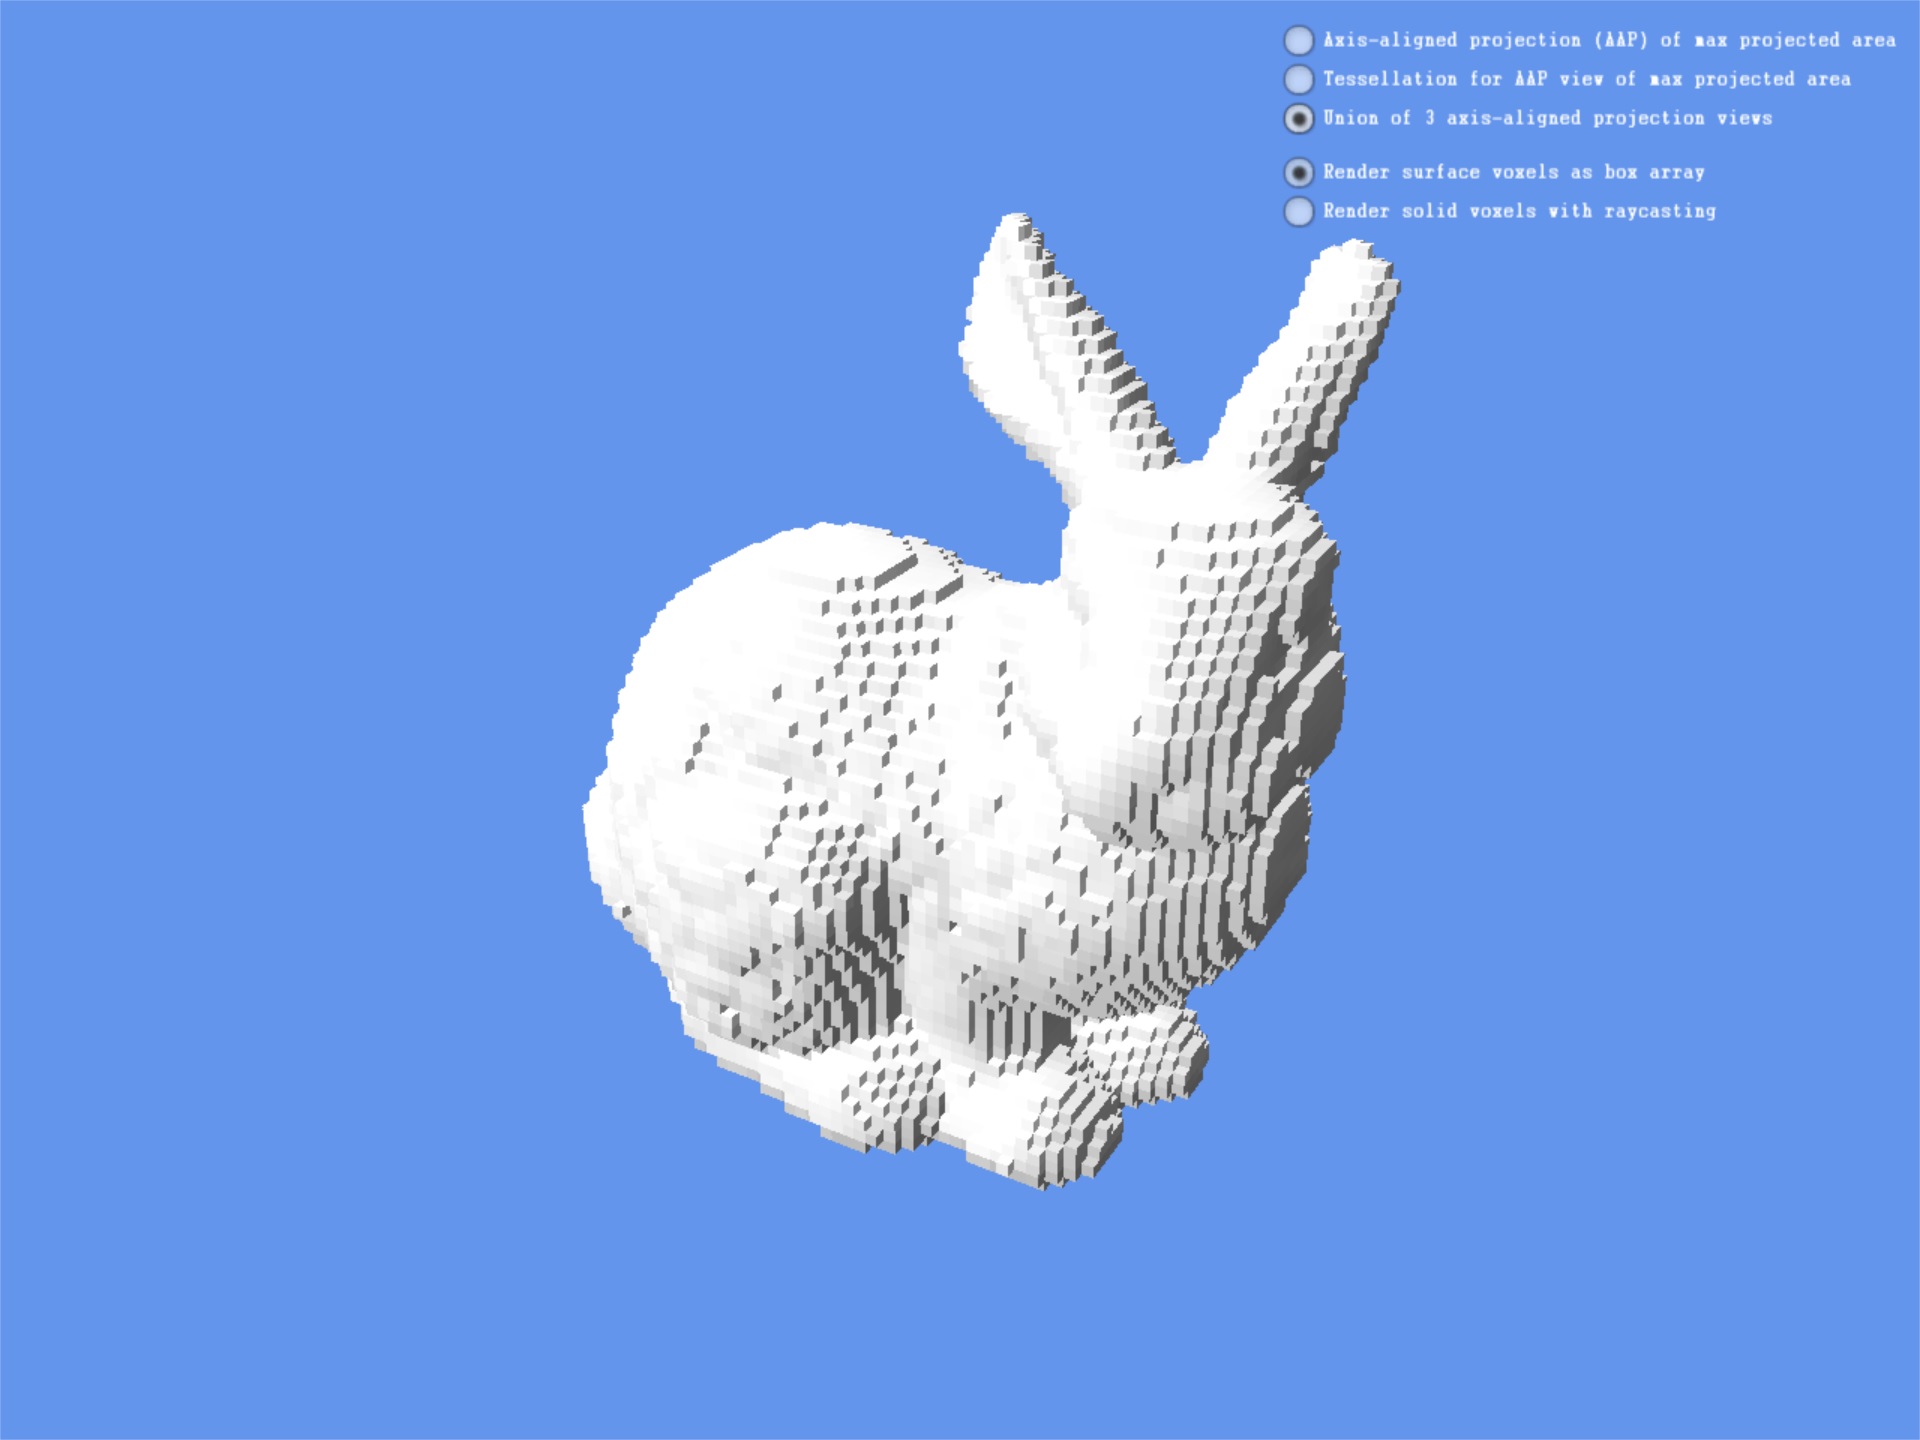 Axis-aligned projection (AAP) of max projected area
Tessellation for AAP view of max projected area
Union of 3 axis-aligned projection views
Render surface voxels as box array
Render solid voxels with raycasting